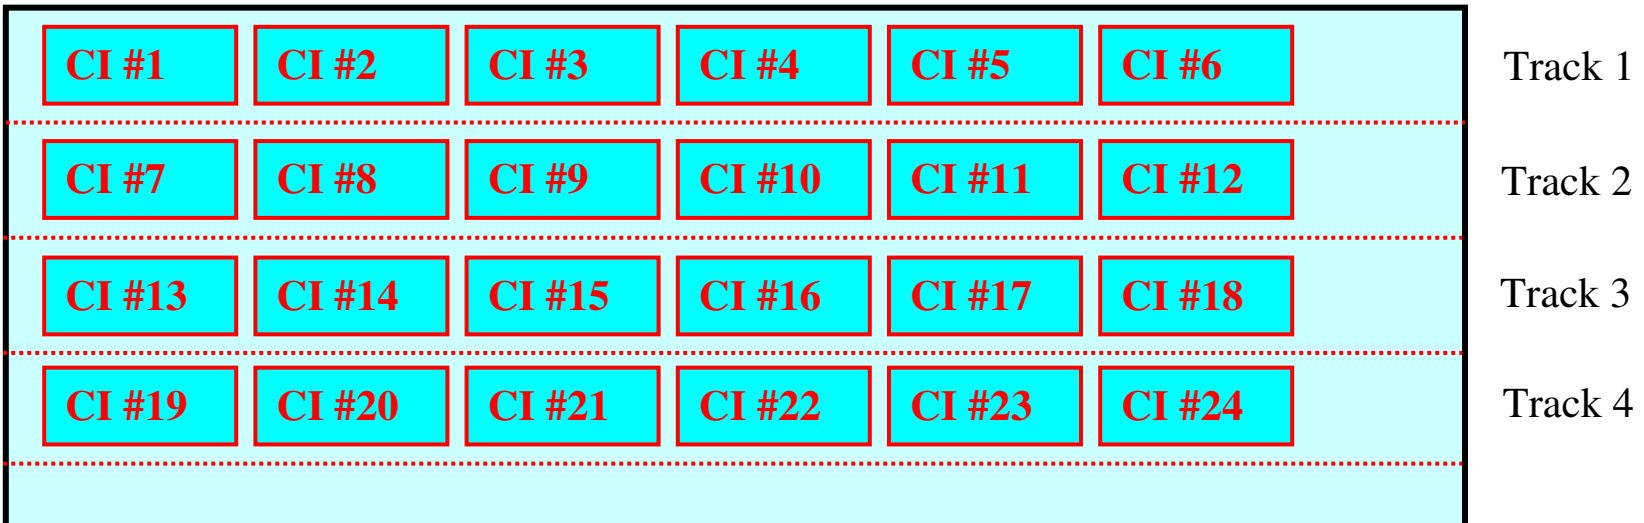 CI #1 CI #2 CI #3 CI #4 CI #5 CI #6 Track 1
CI #7 CI #8 CI #9 CI #10 CI #11 CI #12 Track 2
CI #13 CI #14 CI #15 CI #16 CI #17 CI #18 Track 3
CI #19 CI #20 CI #21 CI #22 CI #23 CI #24 Track 4